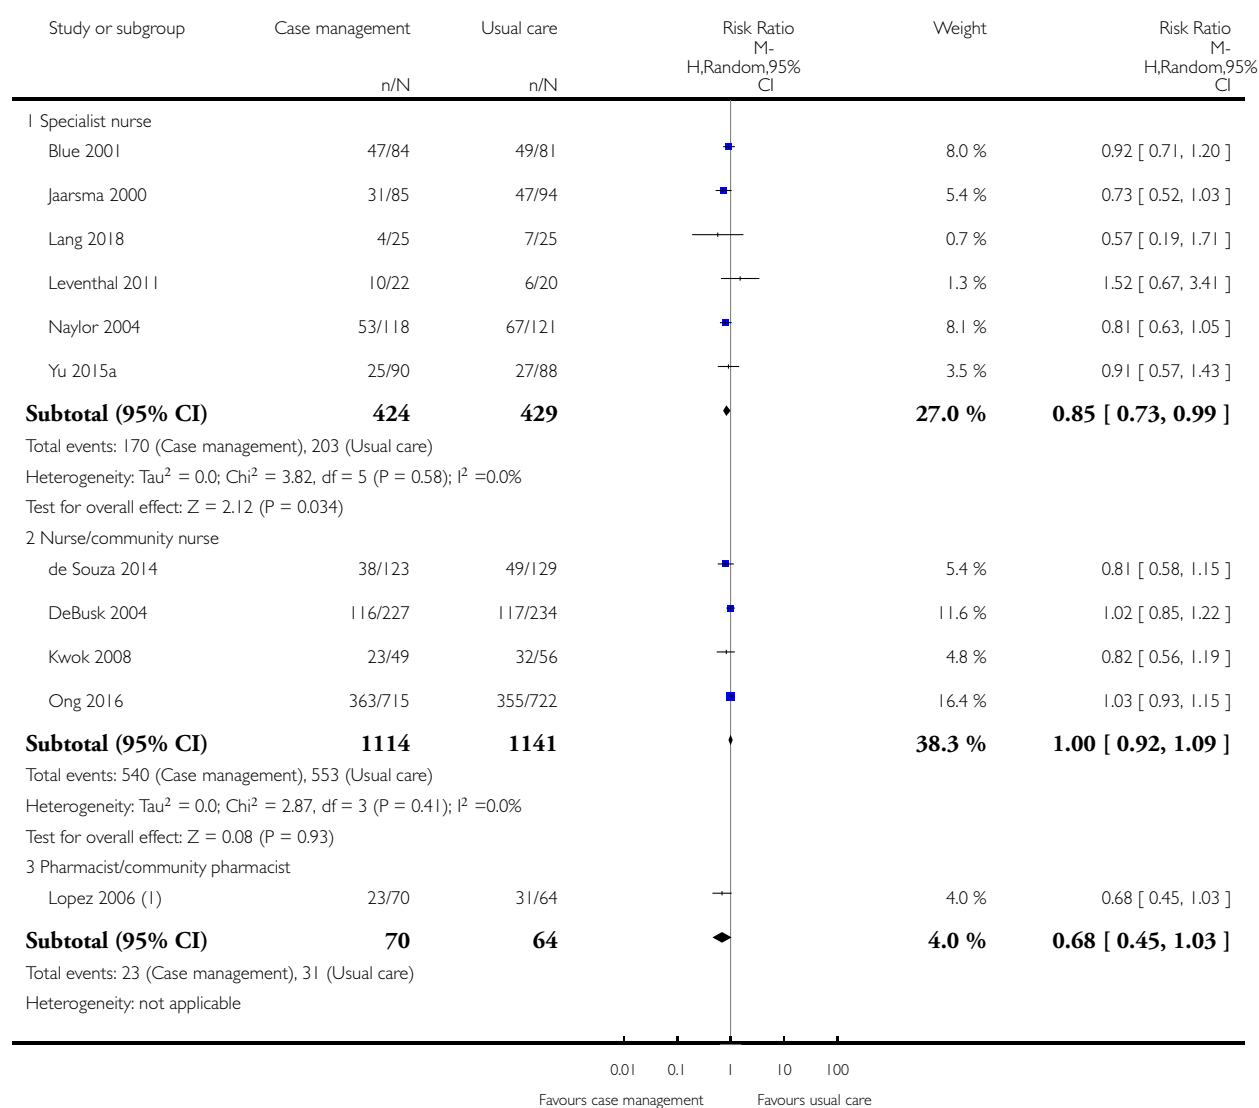 Study or subgroup Case management Usual care Risk Ratio Weight Risk Ratio
M- M-
H,Random,95% H,Random,95%
n/N n/N CI CI
1 Specialist nurse
Blue 2001 47/84 49/81 8.0 % 0.92 [ 0.71, 1.20 ]
Jaarsma 2000 31/85 47/94 5.4 % 0.73 [ 0.52, 1.03 ]
Lang 2018 4/25 7/25 0.7 % 0.57 [ 0.19, 1.71 ]
Leventhal 2011 10/22 6/20 1.3 % 1.52 [ 0.67, 3.41 ]
Naylor 2004 53/118 67/121 8.1 % 0.81 [ 0.63, 1.05 ]
Yu 2015a 25/90 27/88 3.5 % 0.91 [ 0.57, 1.43 ]
Subtotal (95% CI) 424 429 27.0 % 0.85 [ 0.73, 0.99 ]
Total events: 170 (Case management), 203 (Usual care)
Heterogeneity: Tau² = 0.0; Chi² = 3.82, df = 5 (P = 0.58); I² =0.0%
Test for overall effect: Z = 2.12 (P = 0.034)
2 Nurse/community nurse
de Souza 2014 38/123 49/129 5.4 % 0.81 [ 0.58, 1.15 ]
DeBusk 2004 116/227 117/234 11.6 % 1.02 [ 0.85, 1.22 ]
Kwok 2008 23/49 32/56 4.8 % 0.82 [ 0.56, 1.19 ]
Ong 2016 363/715 355/722 16.4 % 1.03 [ 0.93, 1.15 ]
Subtotal (95% CI) 1114 1141 38.3 % 1.00 [ 0.92, 1.09 ]
Total events: 540 (Case management), 553 (Usual care)
Heterogeneity: Tau² = 0.0; Chi² = 2.87, df = 3 (P = 0.41); I² =0.0%
Test for overall effect: Z = 0.08 (P = 0.93)
3 Pharmacist/community pharmacist
Lopez 2006 (1) 23/70 31/64 4.0 % 0.68 [ 0.45, 1.03 ]
Subtotal (95% CI) 70 64 4.0 % 0.68 [ 0.45, 1.03 ]
Total events: 23 (Case management), 31 (Usual care)
Heterogeneity: not applicable
0.01 0.1 1 10 100
Favours case management Favours usual care